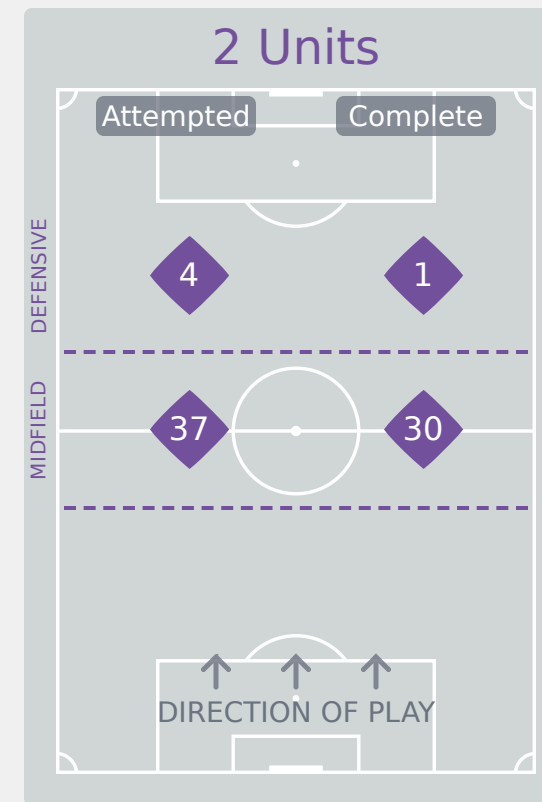 2 Units
Attempted Complete
DEFENSIVE
4 1
MIDFIELD
37 30
DIRECTION OF PLAY